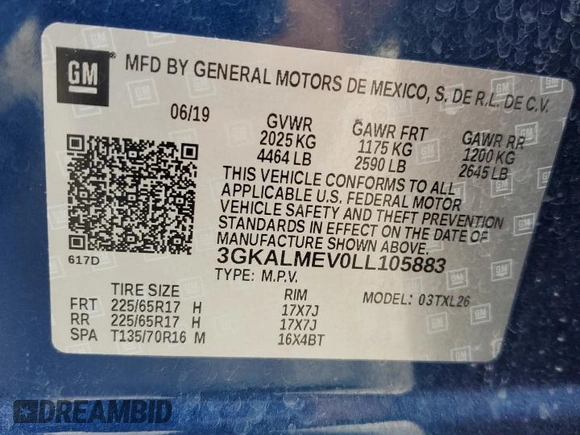 GM
MFD BY GENERAL MOTORS DE MEXICO, S. DE R.L. DE C.V.
06/19 GVWR GAWR FRT GAWR RR
2025 KG 1175 KG 1200 KG
4464 LB 2590 LB 2645 LB
THIS VEHICLE CONFORMS TO ALL
APPLICABLE U.S. FEDERAL MOTOR
VEHICLE SAFETY AND THEFT PREVENTION
STANDARDS IN EFFECT ON THE DATE OF
MANUFACTURE SHOWN ABOVE.
617D 3GKALMEV0LL105883
TYPE: M.P.V.
TIRE SIZE RIM MODEL: 03TXL26
FRT 225/65R17 H 17X7J
RR 225/65R17 H 17X7J
SPA T135/70R16 M 16X4BT
DREAMBID